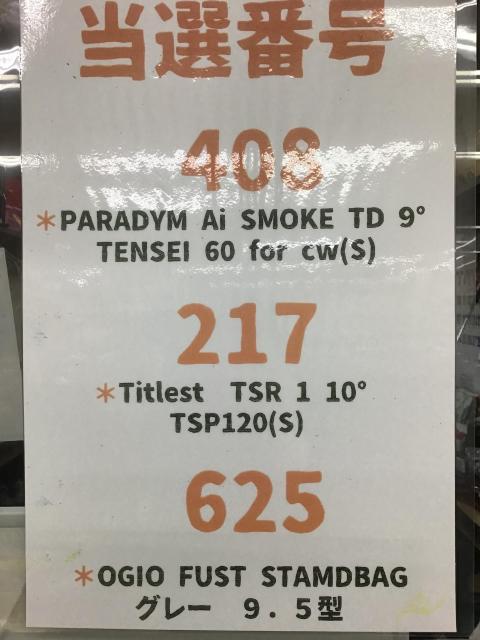 当選番号
408
*PARADYM Ai SMOKE TD 9°
TENSEI 60 for cw(S)
217
*Titlest TSR 1 10°
TSP120(S)
625
*OGIO FUST STAMDBAG
グレー 9.5型